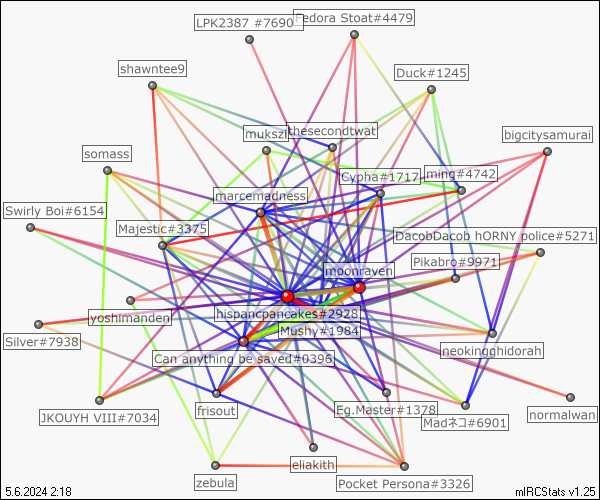 LPK2387 #7690
Fedora Stoat#4479
shawntee9
Duck#1245
mukszi
thesecondtwat
bigcitysamurai
somass
Cypha#1717
ming#4742
marcemadness
Swirly Boi#6154
Majestic#3375
DacobDacob hORNY police#5271
moonraven
Pikabro#9971
yoshimanden
hispancpancakes#2928
Mushy#1984
Silver#7938
Can anything be saved#0396
neokingghidorah
JKOUYH VIII#7034
frisout
Eg.Master#1378
Madネコ#6901
normalwan
eliakith
zebula
Pocket Persona#3326
5.6.2024 2:18
mIRCStats v1.25